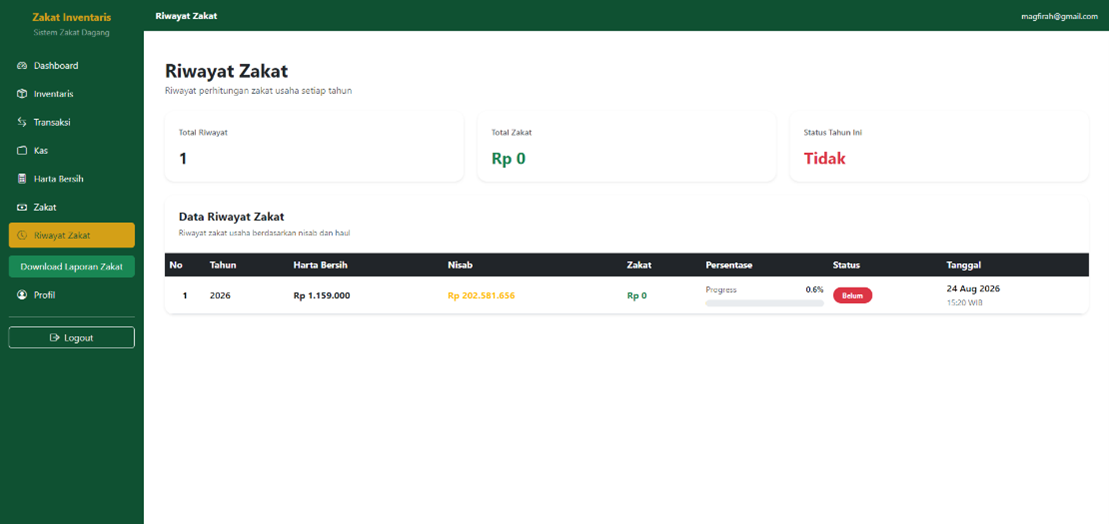 Zakat Inventaris
Sistem Zakat Dagang
Dashboard
Inventaris
Transaksi
Kas
Harta Bersih
Zakat
Riwayat Zakat
Download Laporan Zakat
Profil
Logout
Riwayat Zakat
magfirah@gmail.com
Riwayat Zakat
Riwayat perhitungan zakat usaha setiap tahun
Total Riwayat
1
Total Zakat
Rp 0
Status Tahun Ini
Tidak
Data Riwayat Zakat
Riwayat zakat usaha berdasarkan nisab dan haul
No Tahun Harta Bersih Nisab Zakat Persentase Status Tanggal
1 2026 Rp 1.159.000 Rp 202.581.656 Rp 0 Progress 0.6% Belum 24 Aug 2026
15:20 WIB